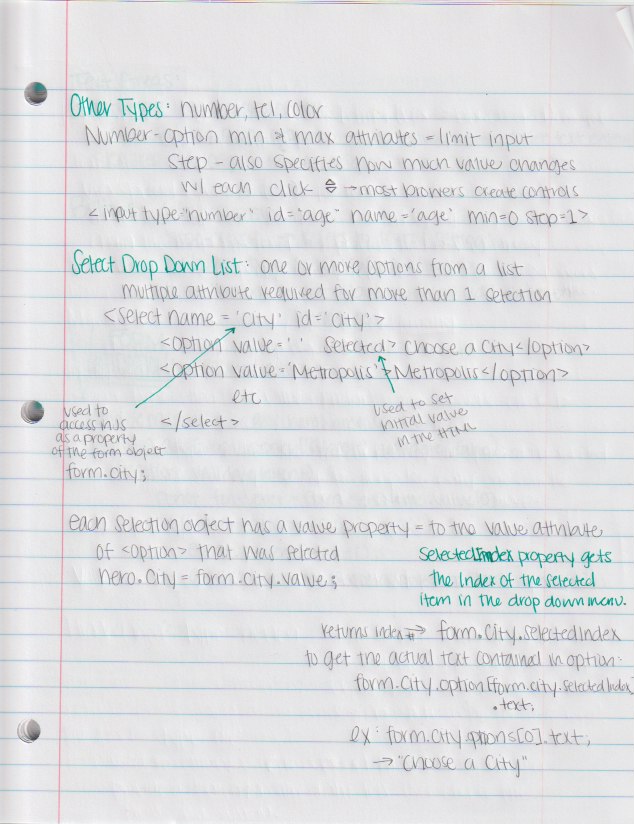 Other Types: number, tel, color
Number - option min & max attributes = limit input
Step - also specifies how much value changes
w/ each click → most browers create controls
<input type="number" id="age" name='age' min=0 step=1>
Select Drop Down List: one or more options from a list
multiple attribute required for more than 1 selection
<select name='city' id='city'>
<option value=' ' selected> Choose a City</option>
<option value='Metropolis'>Metropolis</option>
etc
</select>
used to
access in JS
as a property
of the form object
form.city;
used to set
initial value
in the HTML
each selection object has a value property = to the value attribute
of <option> that was selected
hero.city = form.city.value;
SelectedIndex property gets
the index of the selected
item in the drop down menu.
returns index → form.city.selectedIndex
to get the actual text contained in option:
form.city.option[form.city.selectedIndex]
.text;
ex: form.city.options[0].text;
→ "Choose a City"